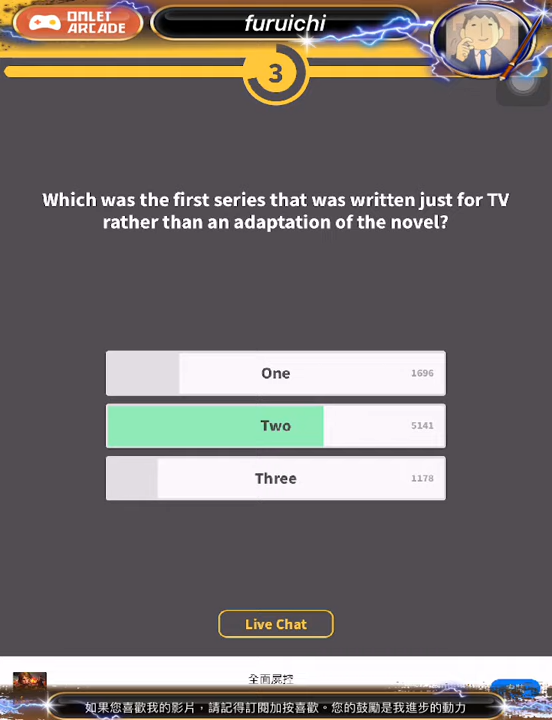 ONLET
ARCADE
furuichi
3
Which was the first series that was written just for TV
rather than an adaptation of the novel?
One 1696
Two 5141
Three 1178
Live Chat
全面屍控
如果您喜歡我的影片，請記得訂閱加按喜歡。您的鼓勵是我進步的動力